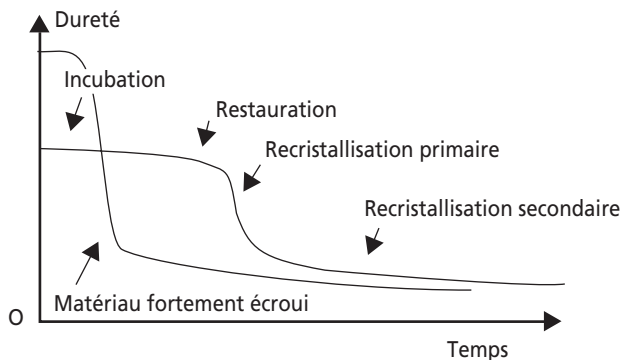 Dureté
Incubation
Restauration
Recristallisation primaire
Recristallisation secondaire
Matériau fortement écroui
O
Temps